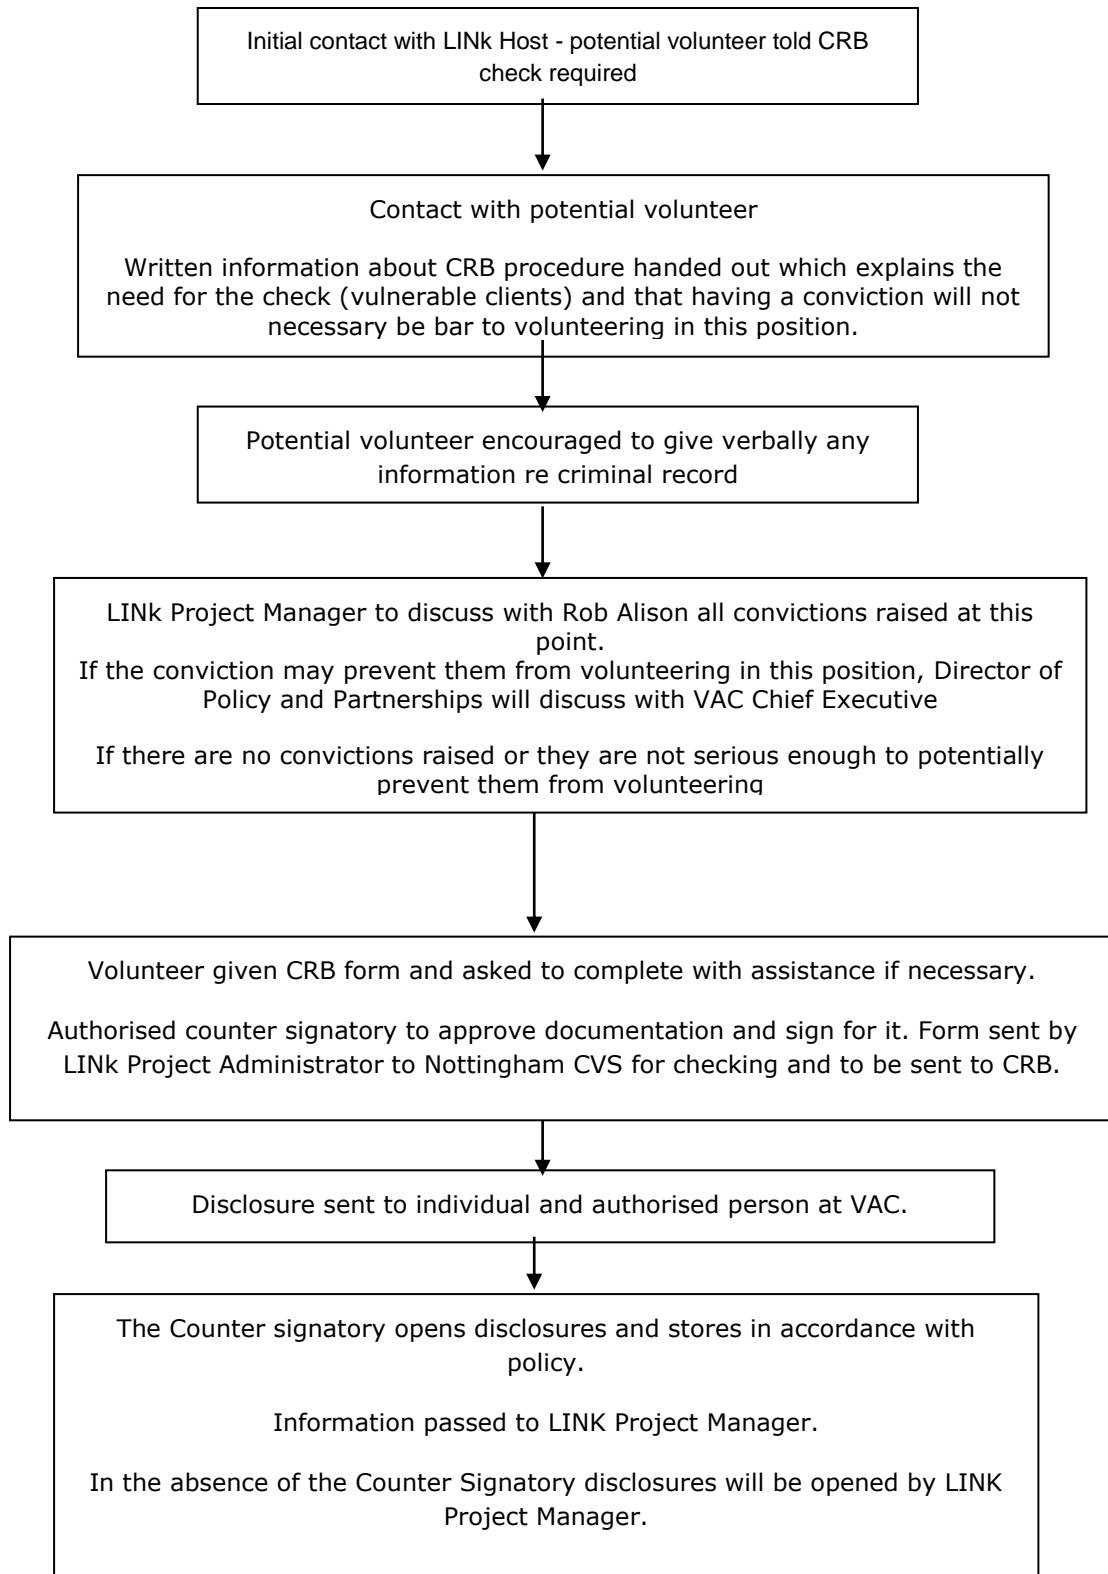 Initial contact with LINk Host - potential volunteer told CRB
check required
Contact with potential volunteer
Written information about CRB procedure handed out which explains the
need for the check (vulnerable clients) and that having a conviction will not
necessary be bar to volunteering in this position.
Potential volunteer encouraged to give verbally any
information re criminal record
LINk Project Manager to discuss with Rob Alison all convictions raised at this
point.
If the conviction may prevent them from volunteering in this position, Director of
Policy and Partnerships will discuss with VAC Chief Executive
If there are no convictions raised or they are not serious enough to potentially
prevent them from volunteering
Volunteer given CRB form and asked to complete with assistance if necessary.
Authorised counter signatory to approve documentation and sign for it. Form sent by
LINk Project Administrator to Nottingham CVS for checking and to be sent to CRB.
Disclosure sent to individual and authorised person at VAC.
The Counter signatory opens disclosures and stores in accordance with
policy.
Information passed to LINK Project Manager.
In the absence of the Counter Signatory disclosures will be opened by LINK
Project Manager.